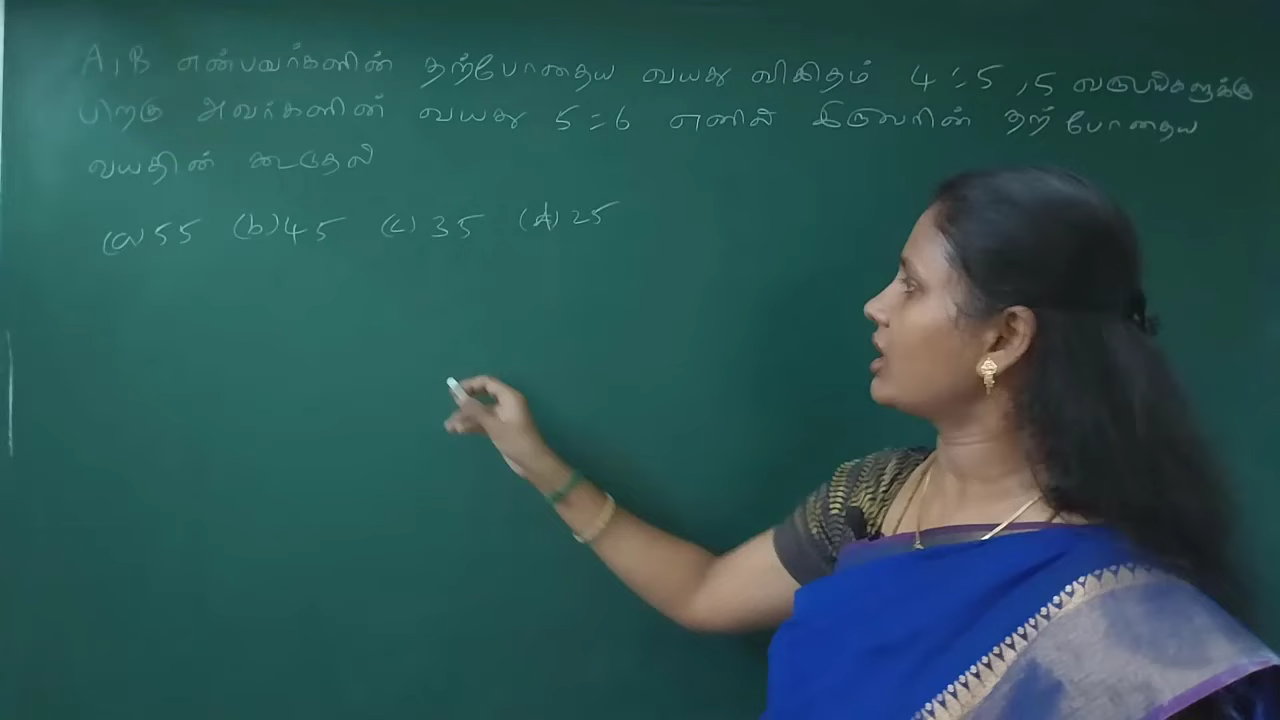 A, B என்பவர்களின் தற்போதைய வயது விகிதம் 4:5, 5 வருடங்களுக்கு
பிறகு அவர்களின் வயது 5:6 எனில் இருவரின் தற்போதைய
வயதின் கூடுதல்
(a) 55 (b) 45 (c) 35 (d) 25